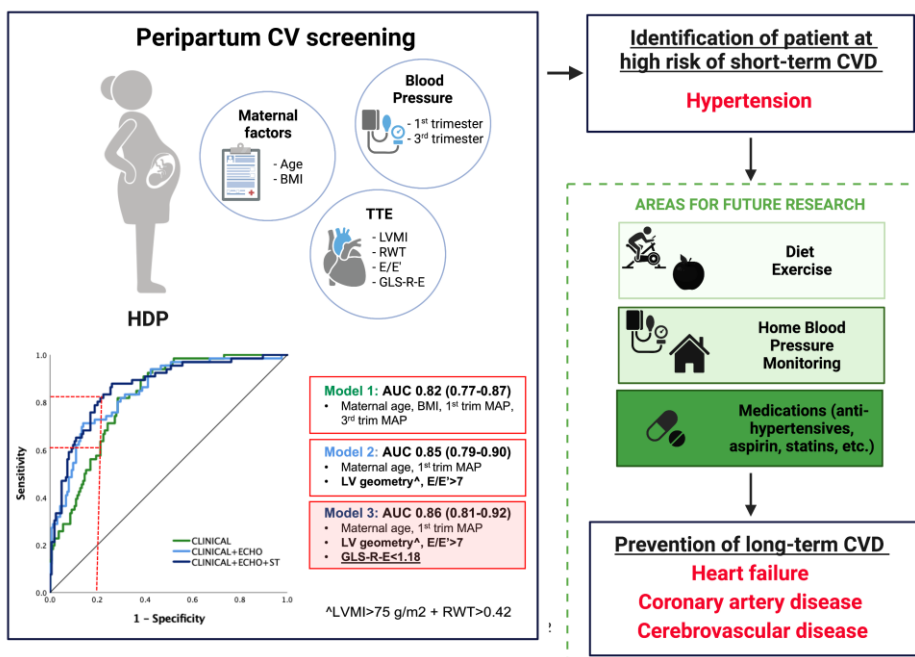 Peripartum CV screening
Maternal
factors
- Age
- BMI
Blood
Pressure
- 1st trimester
- 3rd trimester
TTE
- LVMI
- RWT
- E/E'
- GLS-R-E
HDP
Sensitivity
1.0
0.8
0.6
0.4
0.2
0.0
0.0
0.2
0.4
0.6
0.8
1.0
1 – Specificity
CLINICAL
CLINICAL+ECHO
CLINICAL+ECHO+ST
Model 1: AUC 0.82 (0.77-0.87)
• Maternal age, BMI, 1st trim MAP,
3rd trim MAP
Model 2: AUC 0.85 (0.79-0.90)
• Maternal age, 1st trim MAP
• LV geometry^, E/E'>7
Model 3: AUC 0.86 (0.81-0.92)
• Maternal age, 1st trim MAP
• LV geometry^, E/E'>7
• GLS-R-E<1.18
^LVMI>75 g/m2 + RWT>0.42
Identification of patient at
high risk of short-term CVD
Hypertension
AREAS FOR FUTURE RESEARCH
Diet
Exercise
Home Blood
Pressure
Monitoring
Medications (anti-
hypertensives,
aspirin, statins, etc.)
Prevention of long-term CVD
Heart failure
Coronary artery disease
Cerebrovascular disease